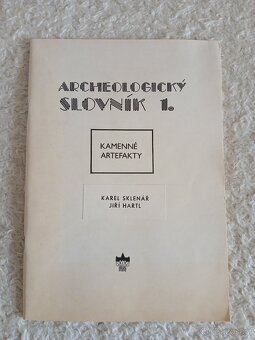 ARCHEOLOGICKÝ
SLOVNÍK 1.
KAMENNÉ
ARTEFAKTY
KAREL SKLENÁŘ
JIŘÍ HARTL